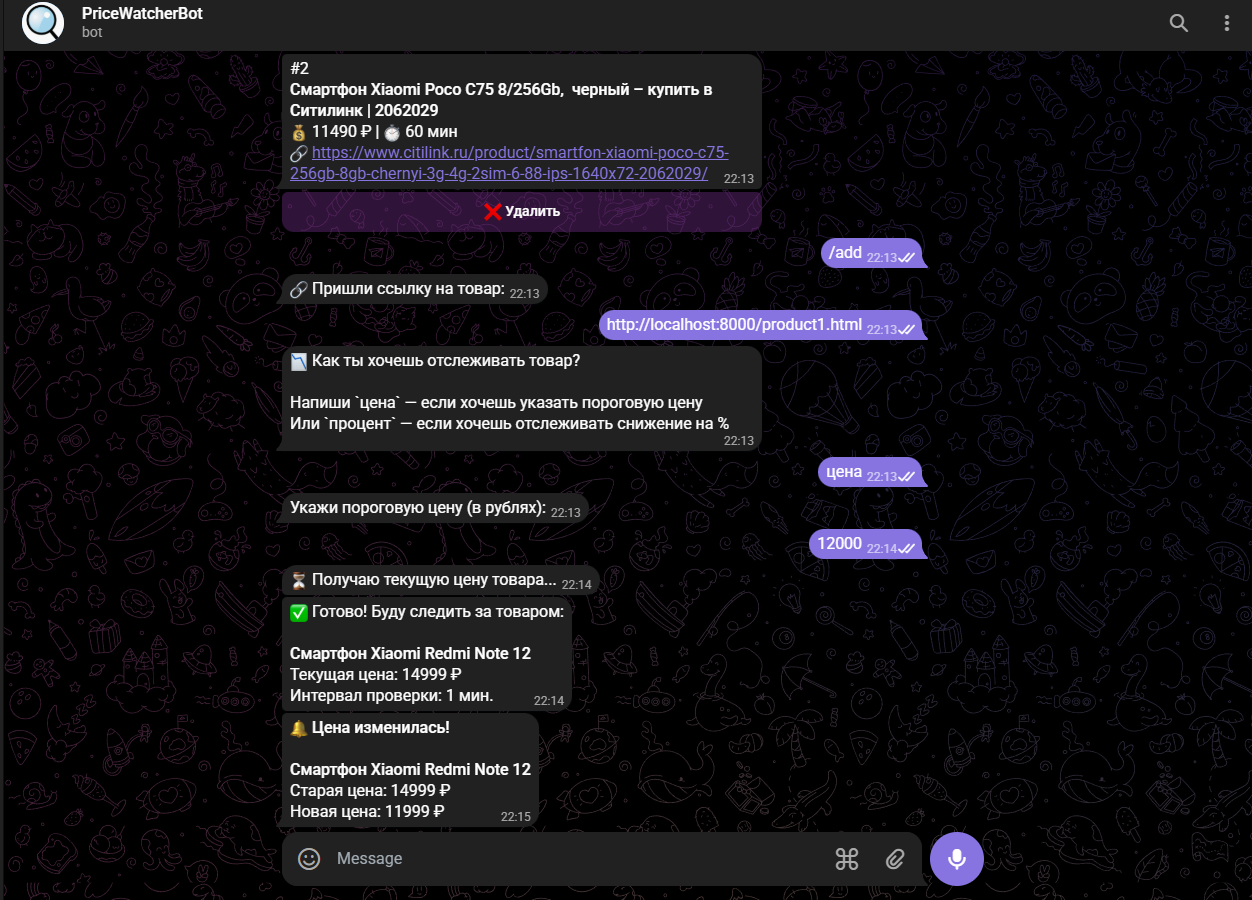 PriceWatcherBot
bot
#2
Смартфон Xiaomi Poco C75 8/256Gb, черный – купить в
Ситилинк | 2062029
💰 11490 ₽ | ⏱ 60 мин
🔗 https://www.citilink.ru/product/smartfon-xiaomi-poco-c75-
256gb-8gb-chernyi-3g-4g-2sim-6-88-ips-1640x72-2062029/ 22:13
❌ Удалить
/add 22:13
🔗 Пришли ссылку на товар: 22:13
http://localhost:8000/product1.html 22:13
📉 Как ты хочешь отслеживать товар?
Напиши `цена` — если хочешь указать пороговую цену
Или `процент` — если хочешь отслеживать снижение на %
22:13
цена 22:13
Укажи пороговую цену (в рублях): 22:13
12000 22:14
⏳ Получаю текущую цену товара... 22:14
✅ Готово! Буду следить за товаром:
Смартфон Xiaomi Redmi Note 12
Текущая цена: 14999 ₽
Интервал проверки: 1 мин. 22:14
🔔 Цена изменилась!
Смартфон Xiaomi Redmi Note 12
Старая цена: 14999 ₽
Новая цена: 11999 ₽ 22:15
Message